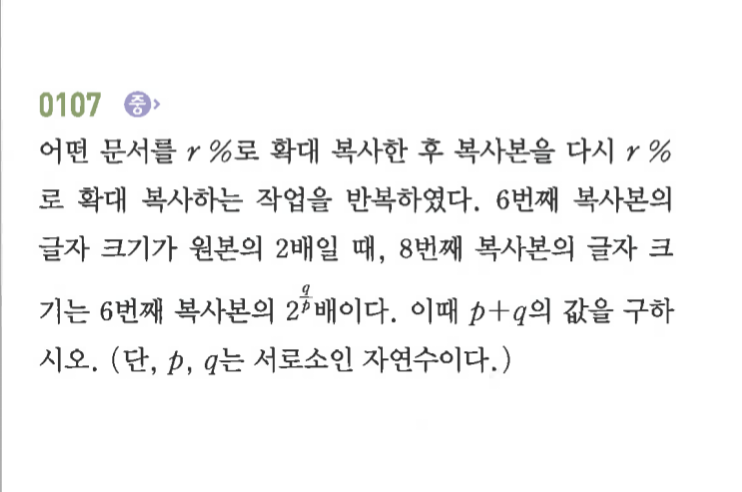 0107 중
어떤 문서를 r %로 확대 복사한 후 복사본을 다시 r %
로 확대 복사하는 작업을 반복하였다. 6번째 복사본의
글자 크기가 원본의 2배일 때, 8번째 복사본의 글자 크
기는 6번째 복사본의 2^{\frac{q}{p}}배이다. 이때 p+q의 값을 구하
시오. (단, p, q는 서로소인 자연수이다.)